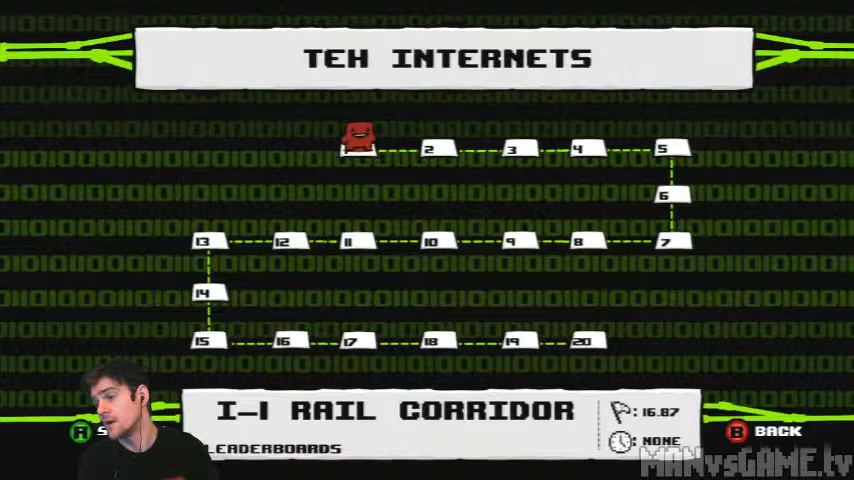 TEH INTERNETS
2 3 4 5
6
13 12 11 10 9 8 7
14
15 16 17 18 19 20
I-I RAIL CORRIDOR
: 16.87
A
B BACK
LEADERBOARDS
: NONE
MANvsGAME.tv